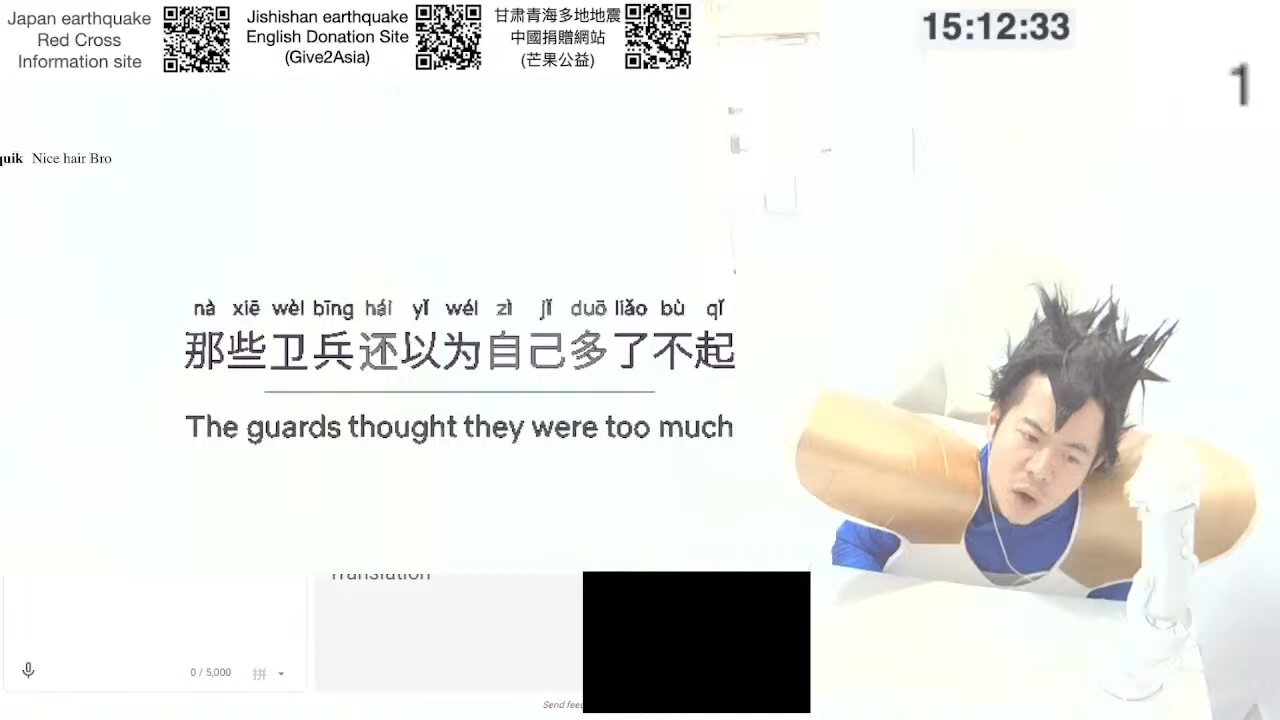 Japan earthquake
Red Cross
Information site
Jishishan earthquake
English Donation Site
(Give2Asia)
甘肃青海多地地震
中國捐贈網站
(芒果公益)
15:12:33
1
quik Nice hair Bro
nà xiē wèi bīng hái yǐ wéi zì jǐ duō liǎo bù qǐ
那些卫兵还以为自己多了不起
The guards thought they were too much
Translation
0 / 5,000
拼
Send feed